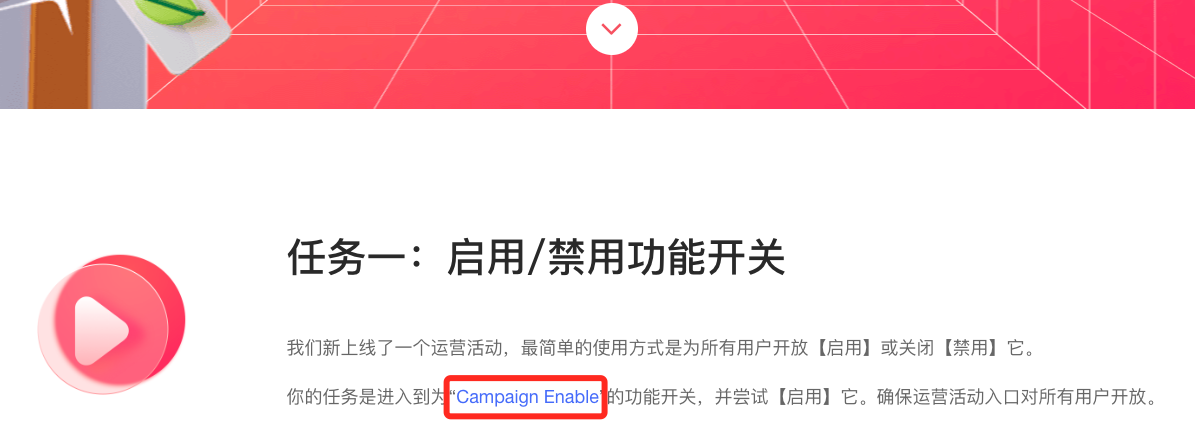 任务一：启用/禁用功能开关
我们新上线了一个运营活动，最简单的使用方式是为所有用户开放【启用】或关闭【禁用】它。
你的任务是进入到为“Campaign Enable”的功能开关，并尝试【启用】它。确保运营活动入口对所有用户开放。